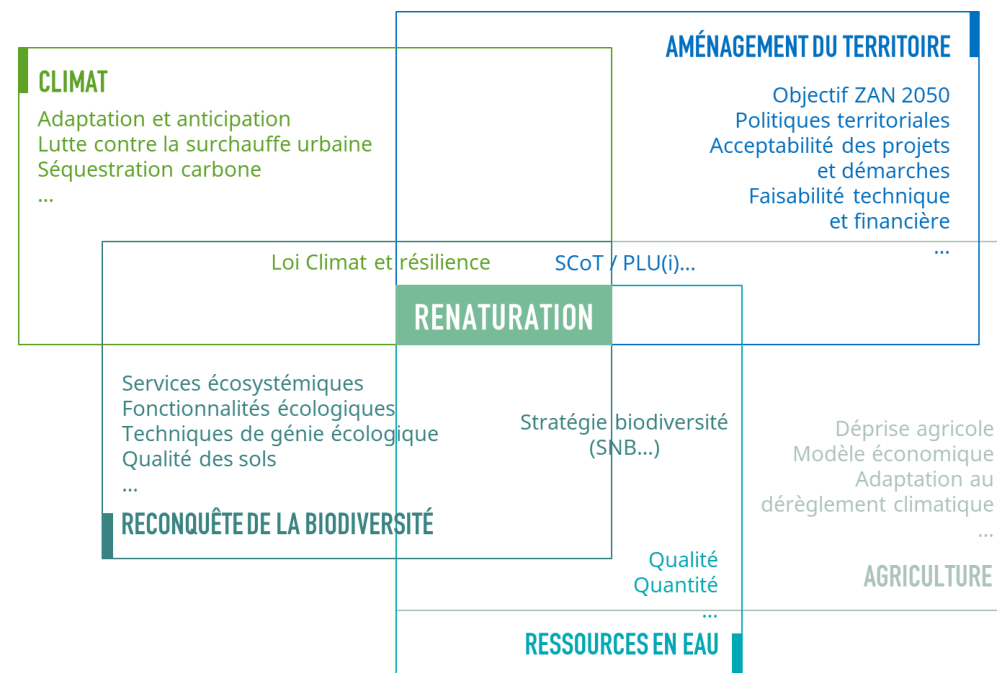 CLIMAT
Adaptation et anticipation
Lutte contre la surchauffe urbaine
Séquestration carbone
...
AMÉNAGEMENT DU TERRITOIRE
Objectif ZAN 2050
Politiques territoriales
Acceptabilité des projets
et démarches
Faisabilité technique
et financière
...
Loi Climat et résilience
SCoT / PLU(i)...
RENATURATION
Services écosystémiques
Fonctionnalités écologiques
Techniques de génie écologique
Qualité des sols
...
RECONQUÊTE DE LA BIODIVERSITÉ
Stratégie biodiversité
(SNB...)
Déprise agricole
Modèle économique
Adaptation au
dérèglement climatique
...
AGRICULTURE
Qualité
Quantité
...
RESSOURCES EN EAU